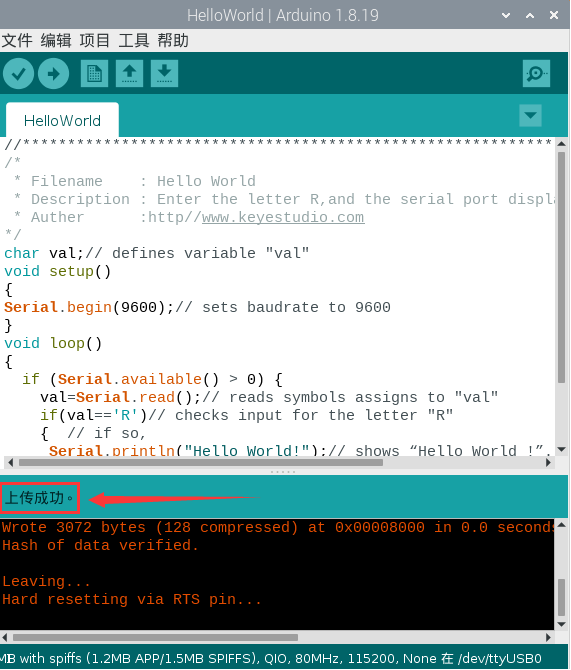 HelloWorld | Arduino 1.8.19
文件 编辑 项目 工具 帮助
HelloWorld
//***********************************************************
/*
* Filename : Hello World
* Description : Enter the letter R,and the serial port displa
* Auther :http//www.keyestudio.com
*/
char val;// defines variable "val"
void setup()
{
Serial.begin(9600);// sets baudrate to 9600
}
void loop()
{
if (Serial.available() > 0) {
val=Serial.read();// reads symbols assigns to "val"
if(val=='R')// checks input for the letter "R"
{ // if so,
Serial.println("Hello World!");// shows “Hello World !”.
上传成功。
Wrote 3072 bytes (128 compressed) at 0x00008000 in 0.0 seconds
Hash of data verified.
Leaving...
Hard resetting via RTS pin...
MB with spiffs (1.2MB APP/1.5MB SPIFFS), QIO, 80MHz, 115200, None 在 /dev/ttyUSB0